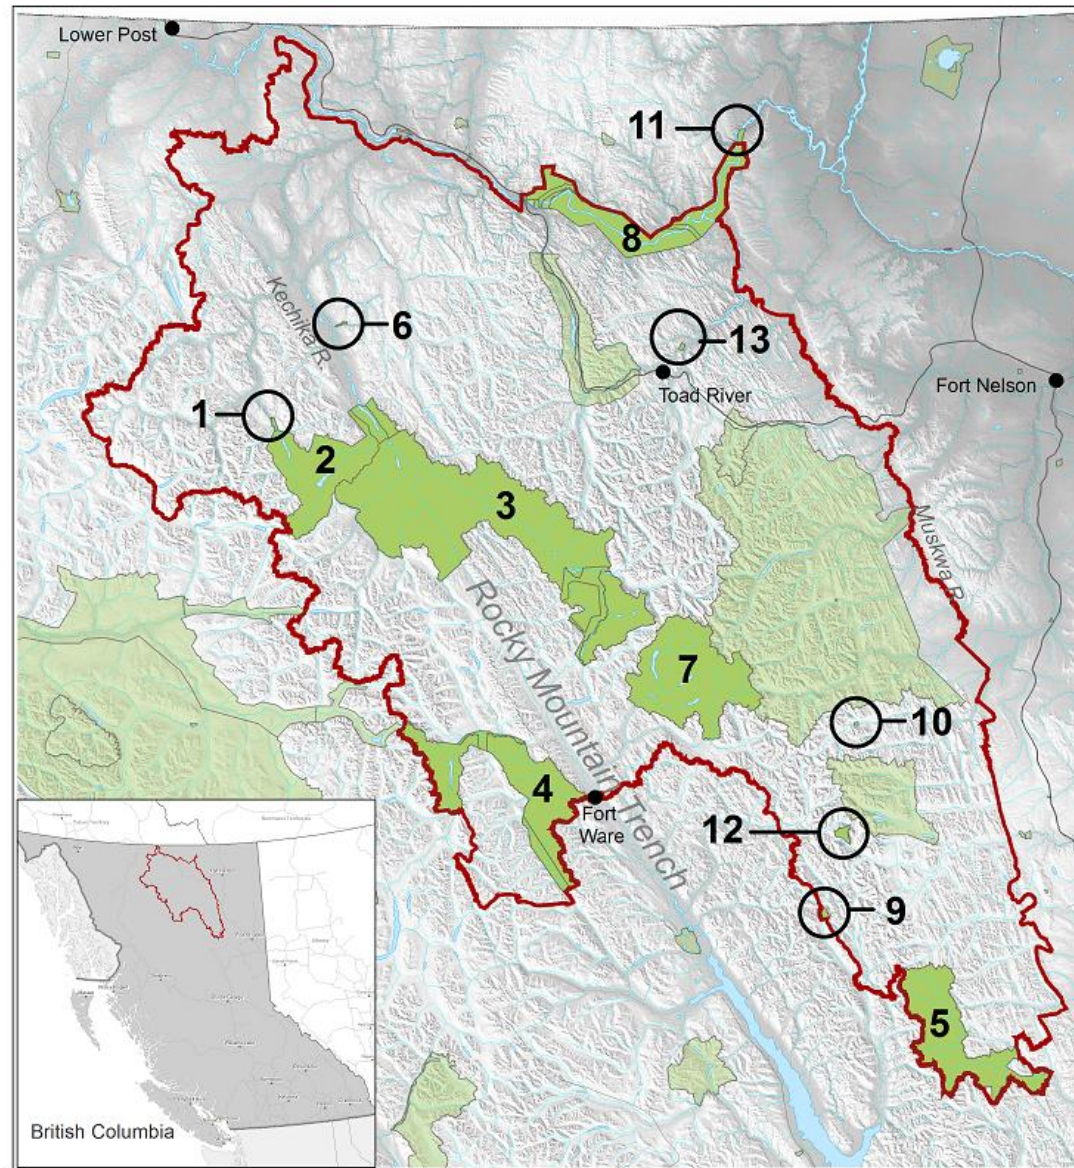 Lower Post
11
8
Kechika R.
6
13
Toad River
Fort Nelson
1
2
3
Muskwa R.
Rocky Mountain Trench
7
10
4
Fort
Ware
12
9
5
British Columbia